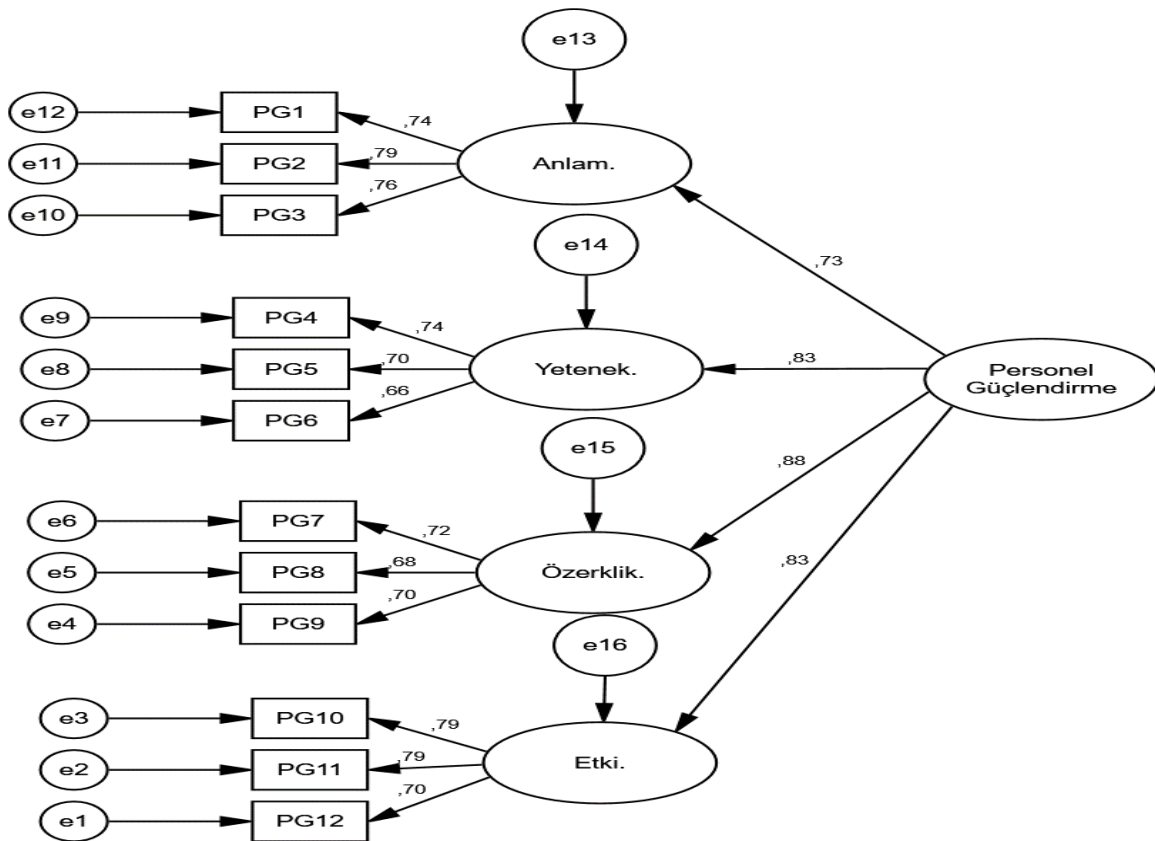 e13
e12
PG1
,74
e11
PG2
,79
Anlam.
e10
PG3
,76
e14
,73
e9
PG4
,74
e8
PG5
,70
Yetenek.
,83
Personel
Güçlendirme
e7
PG6
,66
e15
,88
e6
PG7
,72
e5
PG8
,68
Özerklik.
,83
e4
PG9
,70
e16
e3
PG10
,79
e2
PG11
,79
Etki.
e1
PG12
,70